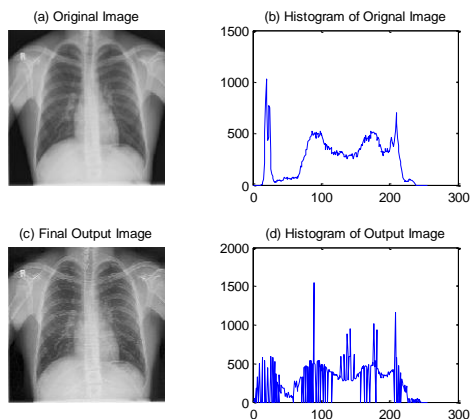 (a) Original Image
(b) Histogram of Orignal Image
1500
1000
500
0
0 100 200 300
(c) Final Output Image
(d) Histogram of Output Image
2000
1500
1000
500
0
0 100 200 300